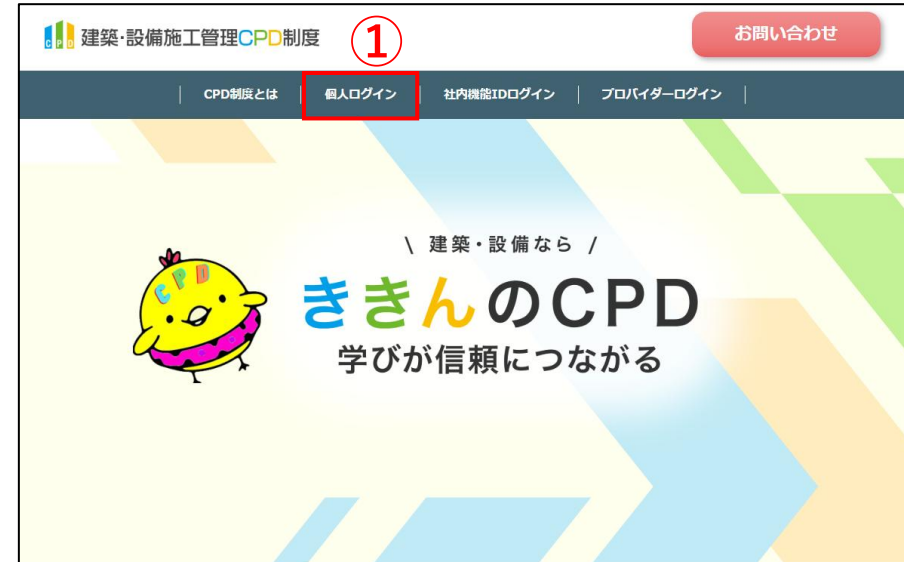 CPD 建築・設備施工管理CPD制度
①
お問い合わせ
CPD制度とは
個人ログイン
社内機能IDログイン
プロバイダーログイン
\ 建築・設備なら /
CPD
ききんのCPD
学びが信頼につながる